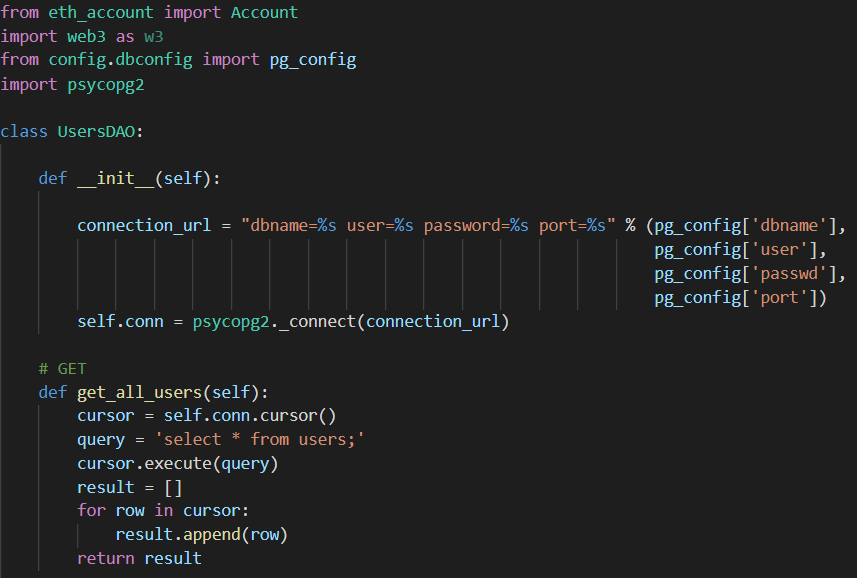 from eth_account import Account
import web3 as w3
from config.dbconfig import pg_config
import psycopg2
class UsersDAO:
def __init__(self):
connection_url = "dbname=%s user=%s password=%s port=%s" % (pg_config['dbname'],
pg_config['user'],
pg_config['passwd'],
pg_config['port'])
self.conn = psycopg2._connect(connection_url)
# GET
def get_all_users(self):
cursor = self.conn.cursor()
query = 'select * from users;'
cursor.execute(query)
result = []
for row in cursor:
result.append(row)
return result